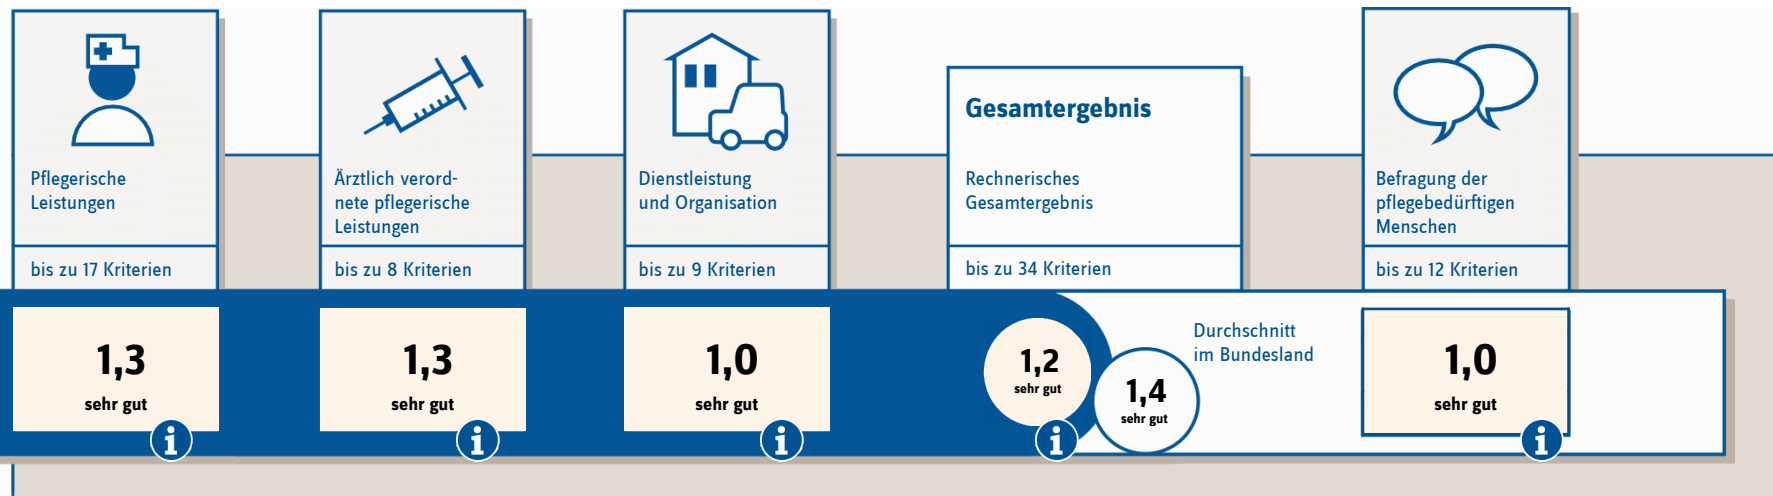 Pflegerische
Leistungen
bis zu 17 Kriterien
1,3
sehr gut
i
Ärztlich verord-
nete pflegerische
Leistungen
bis zu 8 Kriterien
1,3
sehr gut
i
Dienstleistung
und Organisation
bis zu 9 Kriterien
1,0
sehr gut
i
Gesamtergebnis
Rechnerisches
Gesamtergebnis
bis zu 34 Kriterien
1,2
sehr gut
i
1,4
sehr gut
Durchschnitt
im Bundesland
Befragung der
pflegebedürftigen
Menschen
bis zu 12 Kriterien
1,0
sehr gut
i